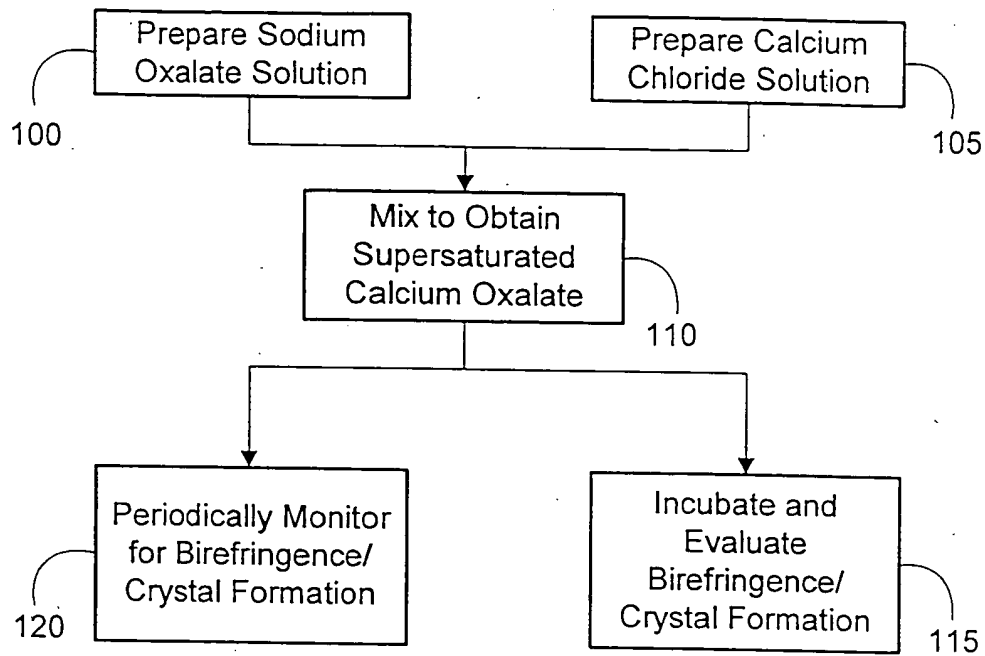 Prepare Sodium
Oxalate Solution
100
Prepare Calcium
Chloride Solution
105
Mix to Obtain
Supersaturated
Calcium Oxalate
110
Periodically Monitor
for Birefringence/
Crystal Formation
120
Incubate and
Evaluate
Birefringence/
Crystal Formation
115